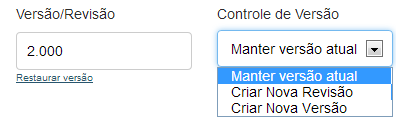 Versão/Revisão Controle de Versão
2.000 Manter versão atual
Restaurar versão Manter versão atual
Criar Nova Revisão
Criar Nova Versão